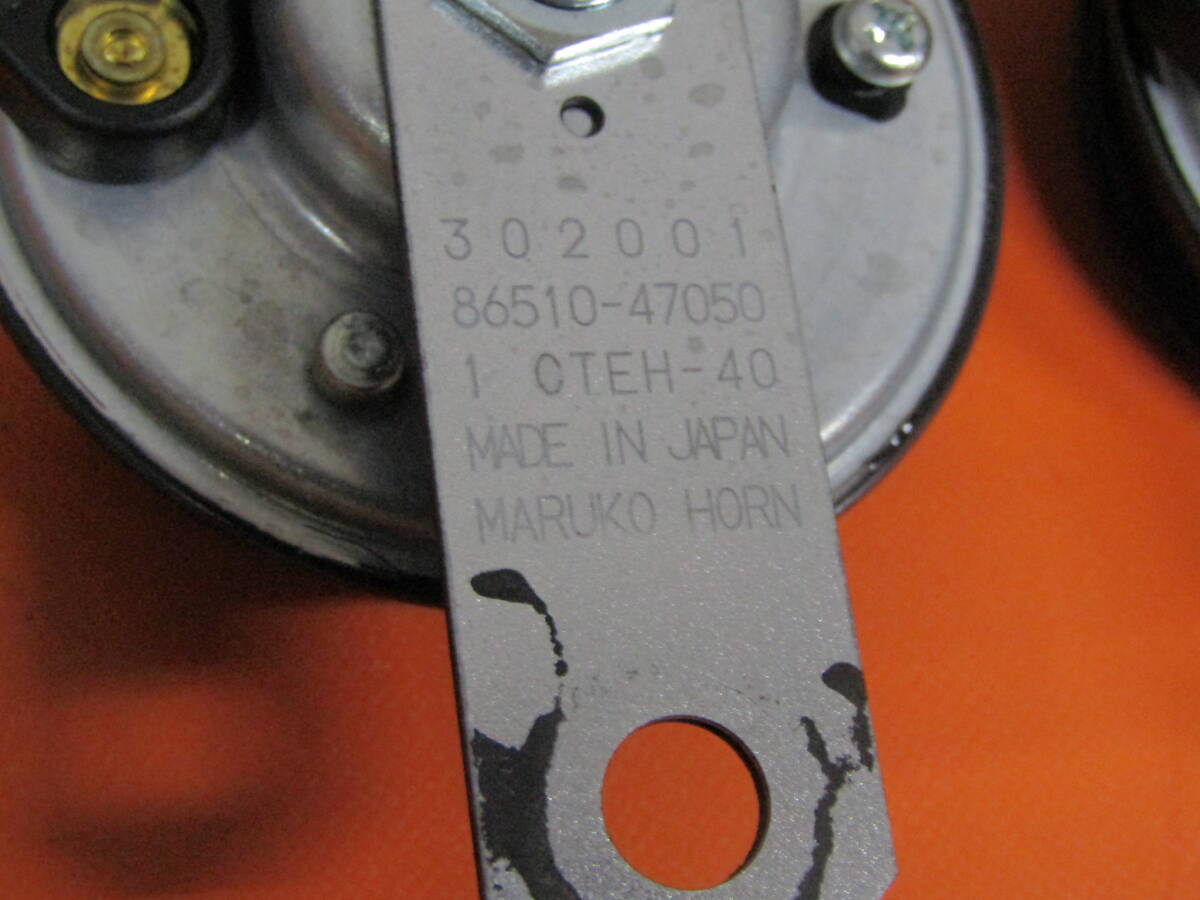 302001
86510-47050
1 CTEH-40
MADE IN JAPAN
MARUKO HORN